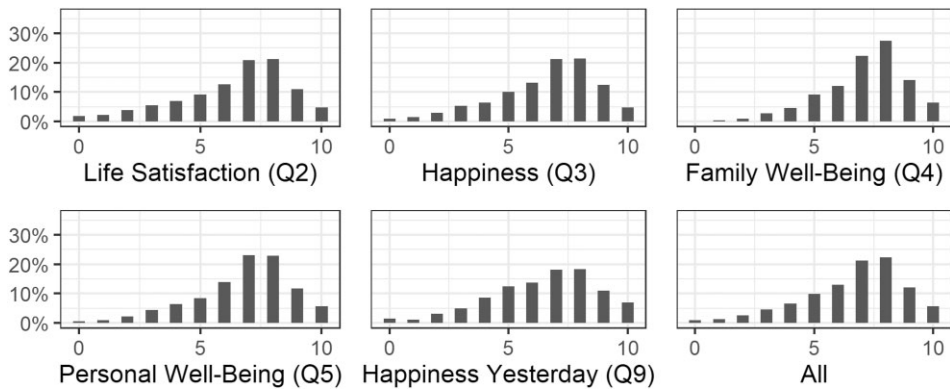 30%
20%
10%
0%
0 5 10 0 5 10 0 5 10
Life Satisfaction (Q2) Happiness (Q3) Family Well-Being (Q4)
30%
20%
10%
0%
0 5 10 0 5 10 0 5 10
Personal Well-Being (Q5) Happiness Yesterday (Q9) All